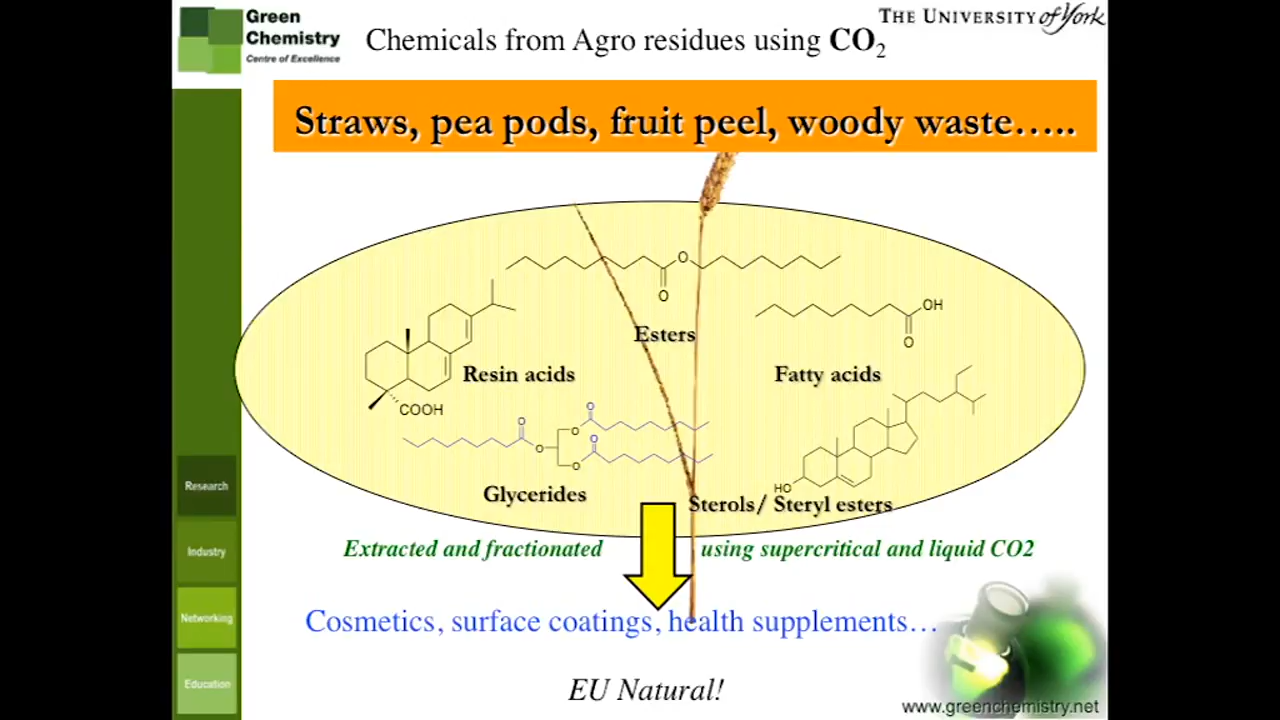 Green
Chemistry
Centre of Excellence
THE UNIVERSITY of York
Chemicals from Agro residues using CO2
Straws, pea pods, fruit peel, woody waste…..
O
O
Esters
OH
O
Resin acids
Fatty acids
COOH
O
O
O
O
O
O
HO
Glycerides
Sterols/ Steryl esters
Extracted and fractionated
using supercritical and liquid CO2
Cosmetics, surface coatings, health supplements…
EU Natural!
Research
Industry
Networking
Education
www.greenchemistry.net